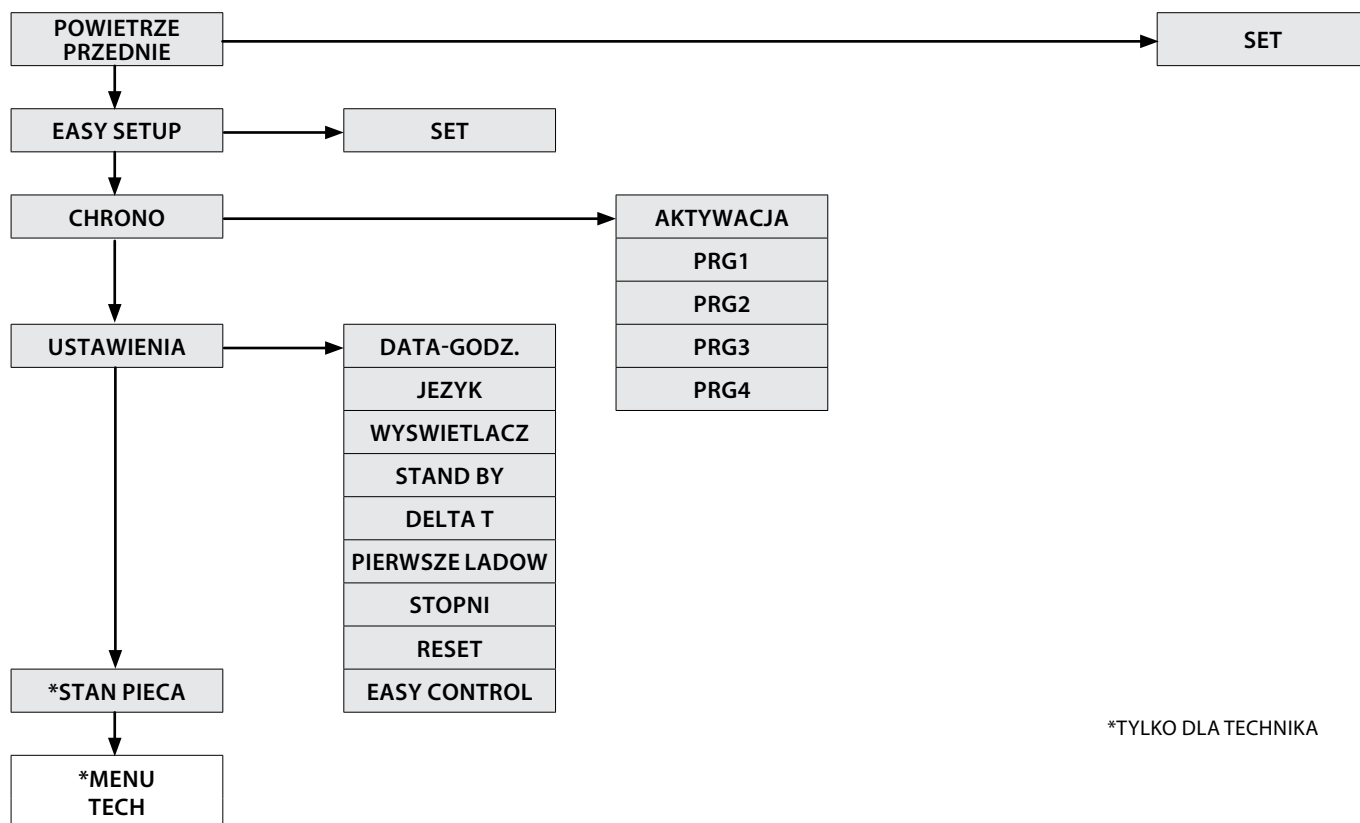 POWIETRZE
PRZEDNIE
SET
EASY SETUP
SET
CHRONO
AKTYWACJA
PRG1
PRG2
PRG3
PRG4
USTAWIENIA
DATA-GODZ.
JEZYK
WYSWIETLACZ
STAND BY
DELTA T
PIERWSZE LADOW
STOPNI
RESET
EASY CONTROL
*STAN PIECA
*MENU
TECH
*TYLKO DLA TECHNIKA